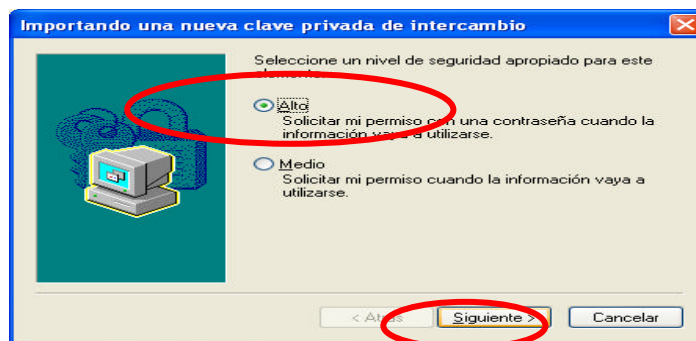 Importando una nueva clave privada de intercambio
Seleccione un nivel de seguridad apropiado para este
elemento:
Alto
Solicitar mi permiso con una contraseña cuando la
información vaya a utilizarse.
Medio
Solicitar mi permiso cuando la información vaya a
utilizarse.
< Atrás Siguiente > Cancelar